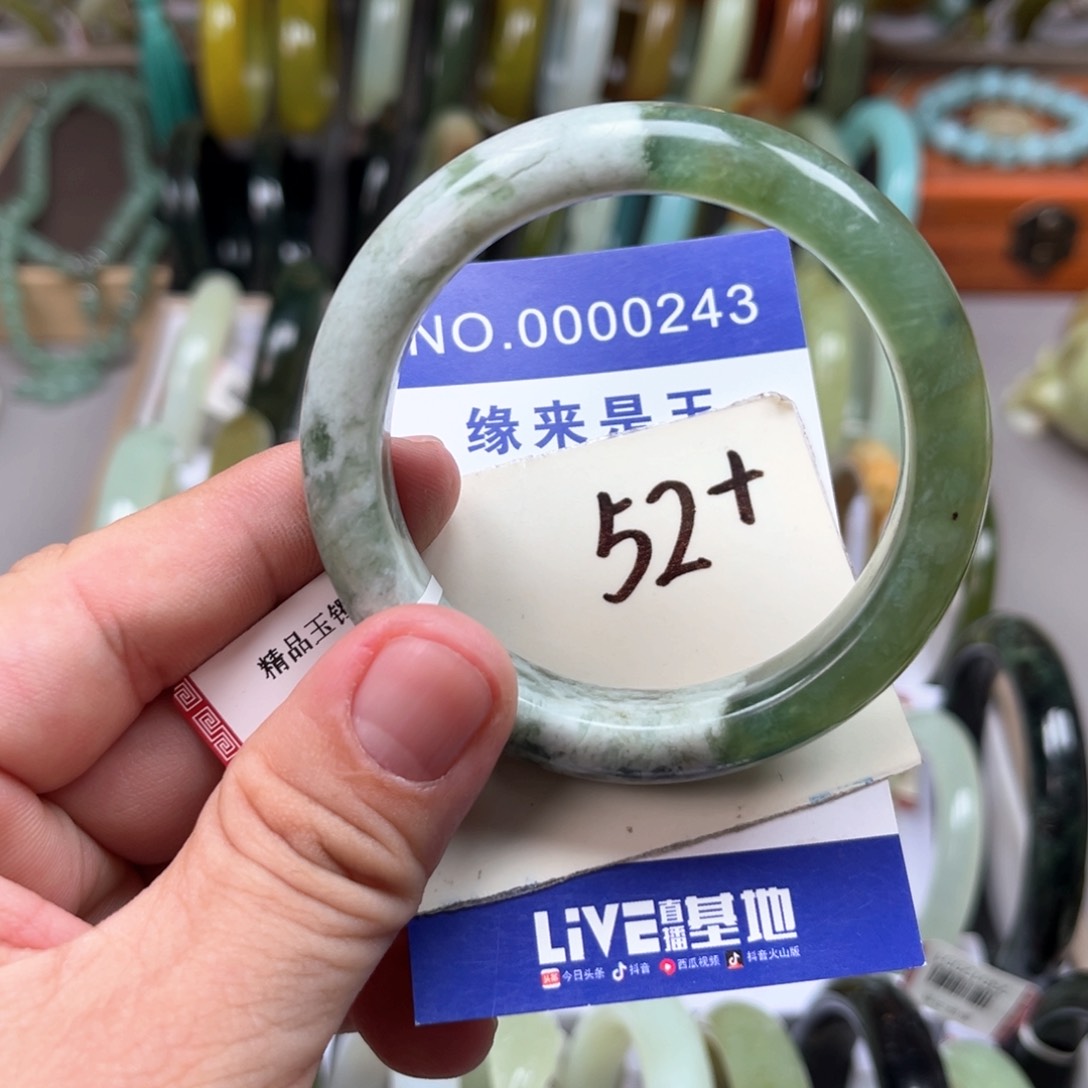 NO.0000243
缘来是玉
52+
精品玉镯
LiVE直播基地
今日头条 抖音 西瓜视频 抖音火山版